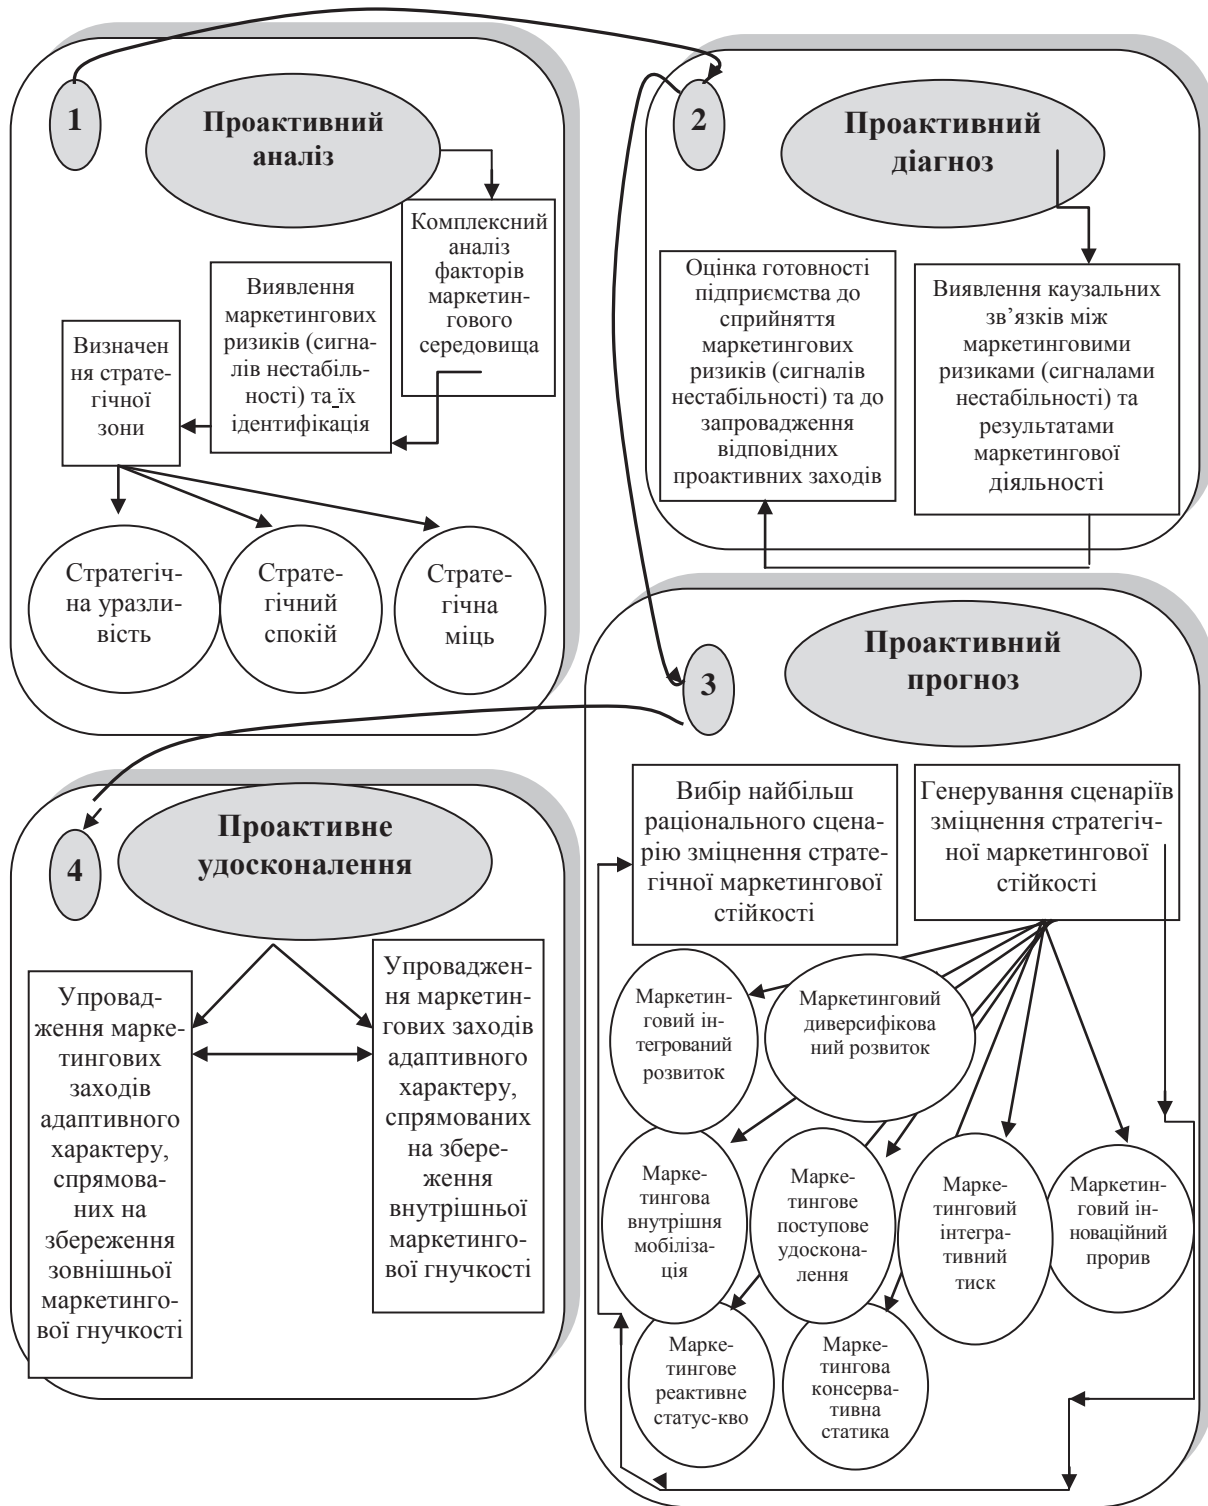 1
Проактивний
аналіз
Комплексний
аналіз
факторів
маркетин-
гового
середовища
Виявлення
маркетингових
ризиків (сигна-
лів нестабіль-
ності) та їх
ідентифікація
Визначен
ня страте-
гічної
зони
Стратегіч-
на уразли-
вість
Страте-
гічний
спокій
Страте-
гічна
міць
2
Проактивний
діагноз
Оцінка готовності
підприємства до
сприйняття
маркетингових
ризиків (сигналів
нестабільності) та до
запровадження
відповідних
проактивних заходів
Виявлення каузальних
зв’язків між
маркетинговими
ризиками (сигналами
нестабільності) та
результатами
маркетингової
діяльності
3
Проактивний
прогноз
Вибір найбільш
раціонального сцена-
рію зміцнення страте-
гічної маркетингової
стійкості
Генерування сценаріїв
зміцнення стратегіч-
ної маркетингової
стійкості
Маркетин-
говий ін-
тегрований
розвиток
Маркетинговий
диверсифікова
ний розвиток
Марке-
тингова
внутрішня
мобіліза-
ція
Марке-
тингове
поступове
удоскона-
лення
Марке-
тинговий
інтегра-
тивний
тиск
Маркетин-
говий ін-
новаційний
прорив
Марке-
тингове
реактивне
статус-кво
Марке-
тингова
консерва-
тивна
статика
4
Проактивне
удосконалення
Упровад-
ження марке-
тингових
заходів
адаптивного
характеру,
спрямова-
них на
збереження
зовнішньої
маркетинго-
вої гнучкості
Упроваджен-
ня маркетин-
гових заходів
адаптивного
характеру,
спрямованих
на збере-
ження
внутрішньої
маркетинго-
вої гнучкості